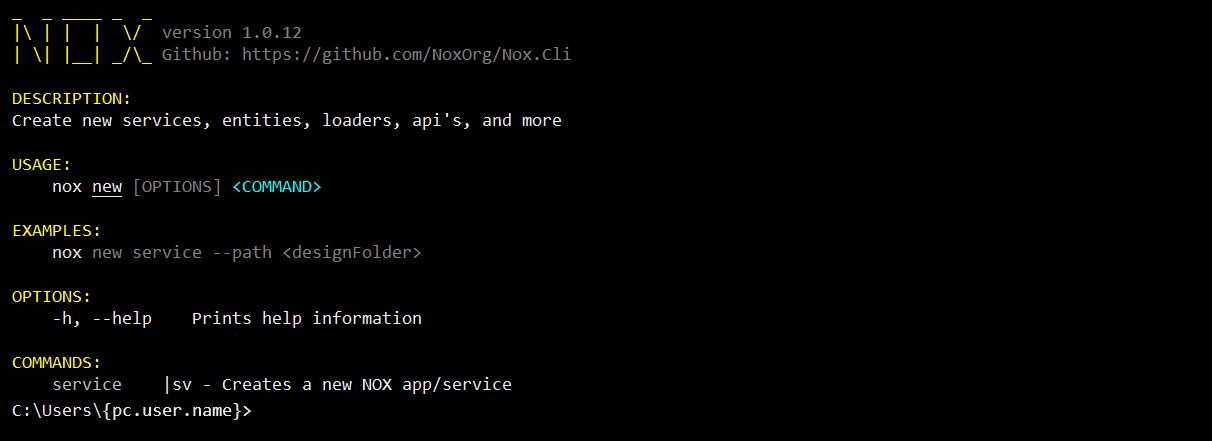 NOX version 1.0.12
Github: https://github.com/NoxOrg/Nox.Cli
DESCRIPTION:
Create new services, entities, loaders, api's, and more
USAGE:
nox new [OPTIONS] <COMMAND>
EXAMPLES:
nox new service --path <designFolder>
OPTIONS:
-h, --help    Prints help information
COMMANDS:
service    |sv - Creates a new NOX app/service
C:\Users\{pc.user.name}>